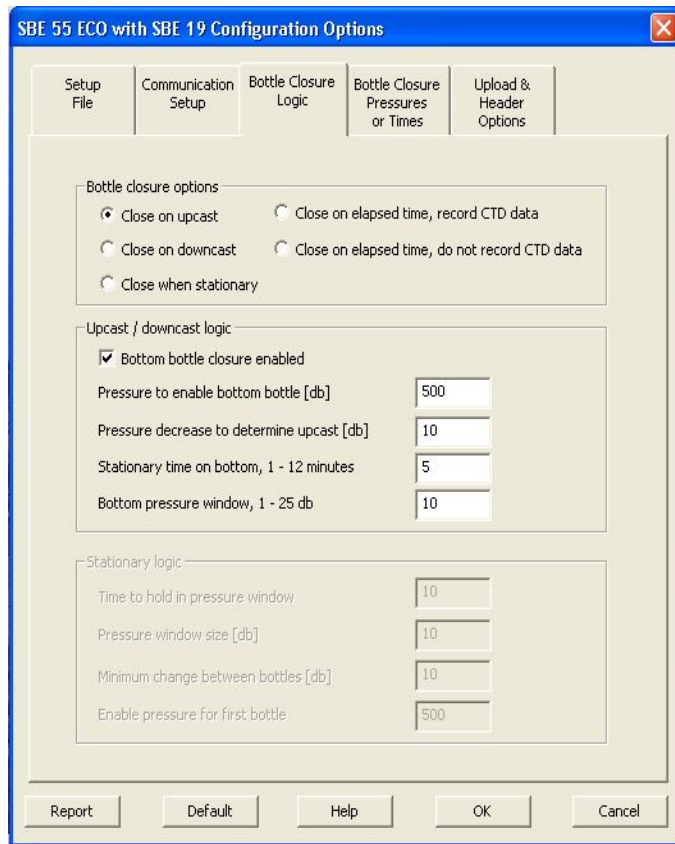 SBE 55 ECO with SBE 19 Configuration Options
Setup File
Communication Setup
Bottle Closure Logic
Bottle Closure Pressures or Times
Upload & Header Options
Bottle closure options
Close on upcast
Close on elapsed time, record CTD data
Close on downcast
Close on elapsed time, do not record CTD data
Close when stationary
Upcast / downcast logic
Bottom bottle closure enabled
Pressure to enable bottom bottle [db] 500
Pressure decrease to determine upcast [db] 10
Stationary time on bottom, 1 - 12 minutes 5
Bottom pressure window, 1 - 25 db 10
Stationary logic
Time to hold in pressure window 10
Pressure window size [db] 10
Minimum change between bottles [db] 10
Enable pressure for first bottle 500
Report Default Help OK Cancel